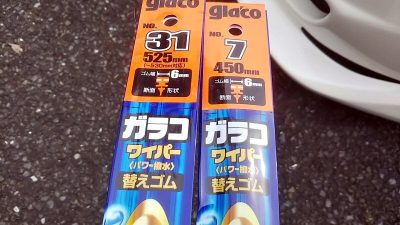 glaco
NO.
31
525mm
(~530mm対応)
ゴム幅 6mm
断面 形状
ガラコ
ワイパー
〈パワー撥水〉
替えゴム
glaco
NO.
7
450mm
ゴム幅 6mm
断面 形状
ガラコ
ワイパー
〈パワー撥水〉
替えゴム